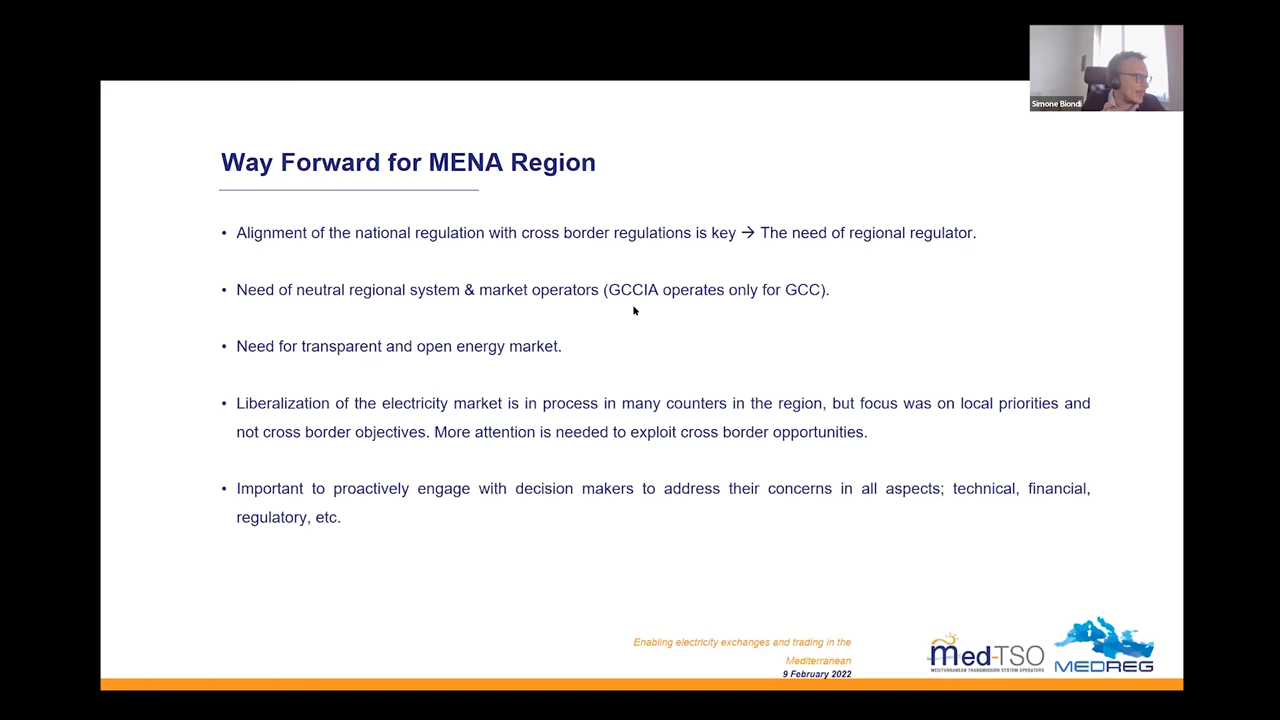 Simone Biondi
Way Forward for MENA Region
• Alignment of the national regulation with cross border regulations is key → The need of regional regulator.
• Need of neutral regional system & market operators (GCCIA operates only for GCC).
• Need for transparent and open energy market.
• Liberalization of the electricity market is in process in many counters in the region, but focus was on local priorities and
not cross border objectives. More attention is needed to exploit cross border opportunities.
• Important to proactively engage with decision makers to address their concerns in all aspects; technical, financial,
regulatory, etc.
Enabling electricity exchanges and trading in the
Mediterranean
9 February 2022
Med-TSO
MEDITERRANEAN TRANSMISSION SYSTEM OPERATORS
MEDREG